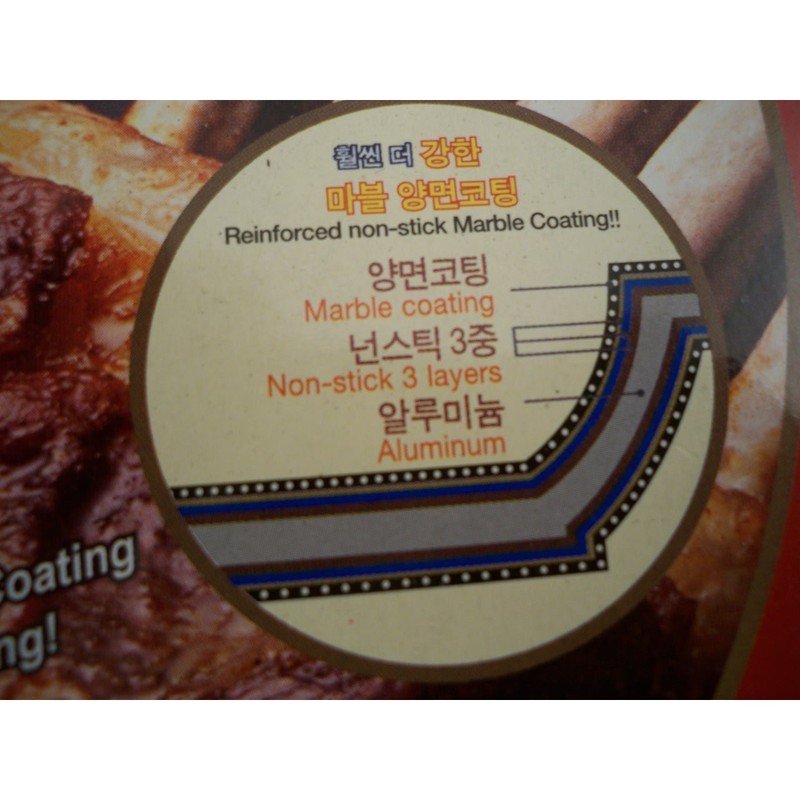 훨씬 더 강한
마블 양면코팅
Reinforced non-stick Marble Coating!!
양면코팅
Marble coating
넌스틱 3중
Non-stick 3 layers
알루미늄
Aluminum
Coating
ng!